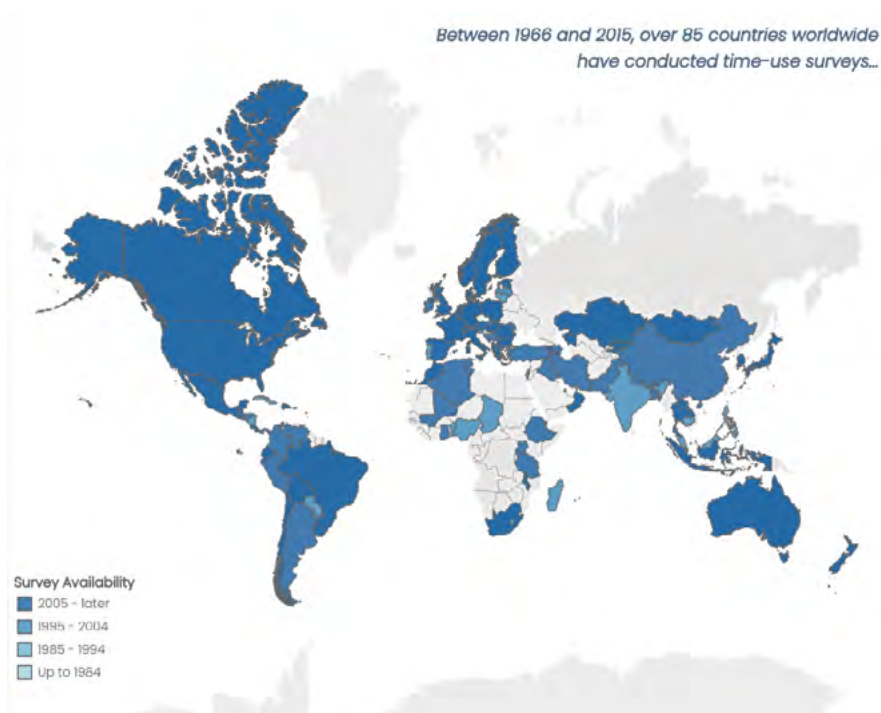 Between 1966 and 2015, over 85 countries worldwide
have conducted time-use surveys...
Survey Availability
2005 - later
1995 - 2004
1985 - 1994
Up to 1984